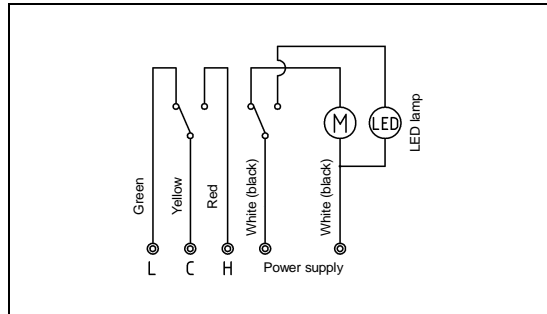 M
LED
LED lamp
Green
Yellow
Red
White (black)
White (black)
L
C
H
Power supply